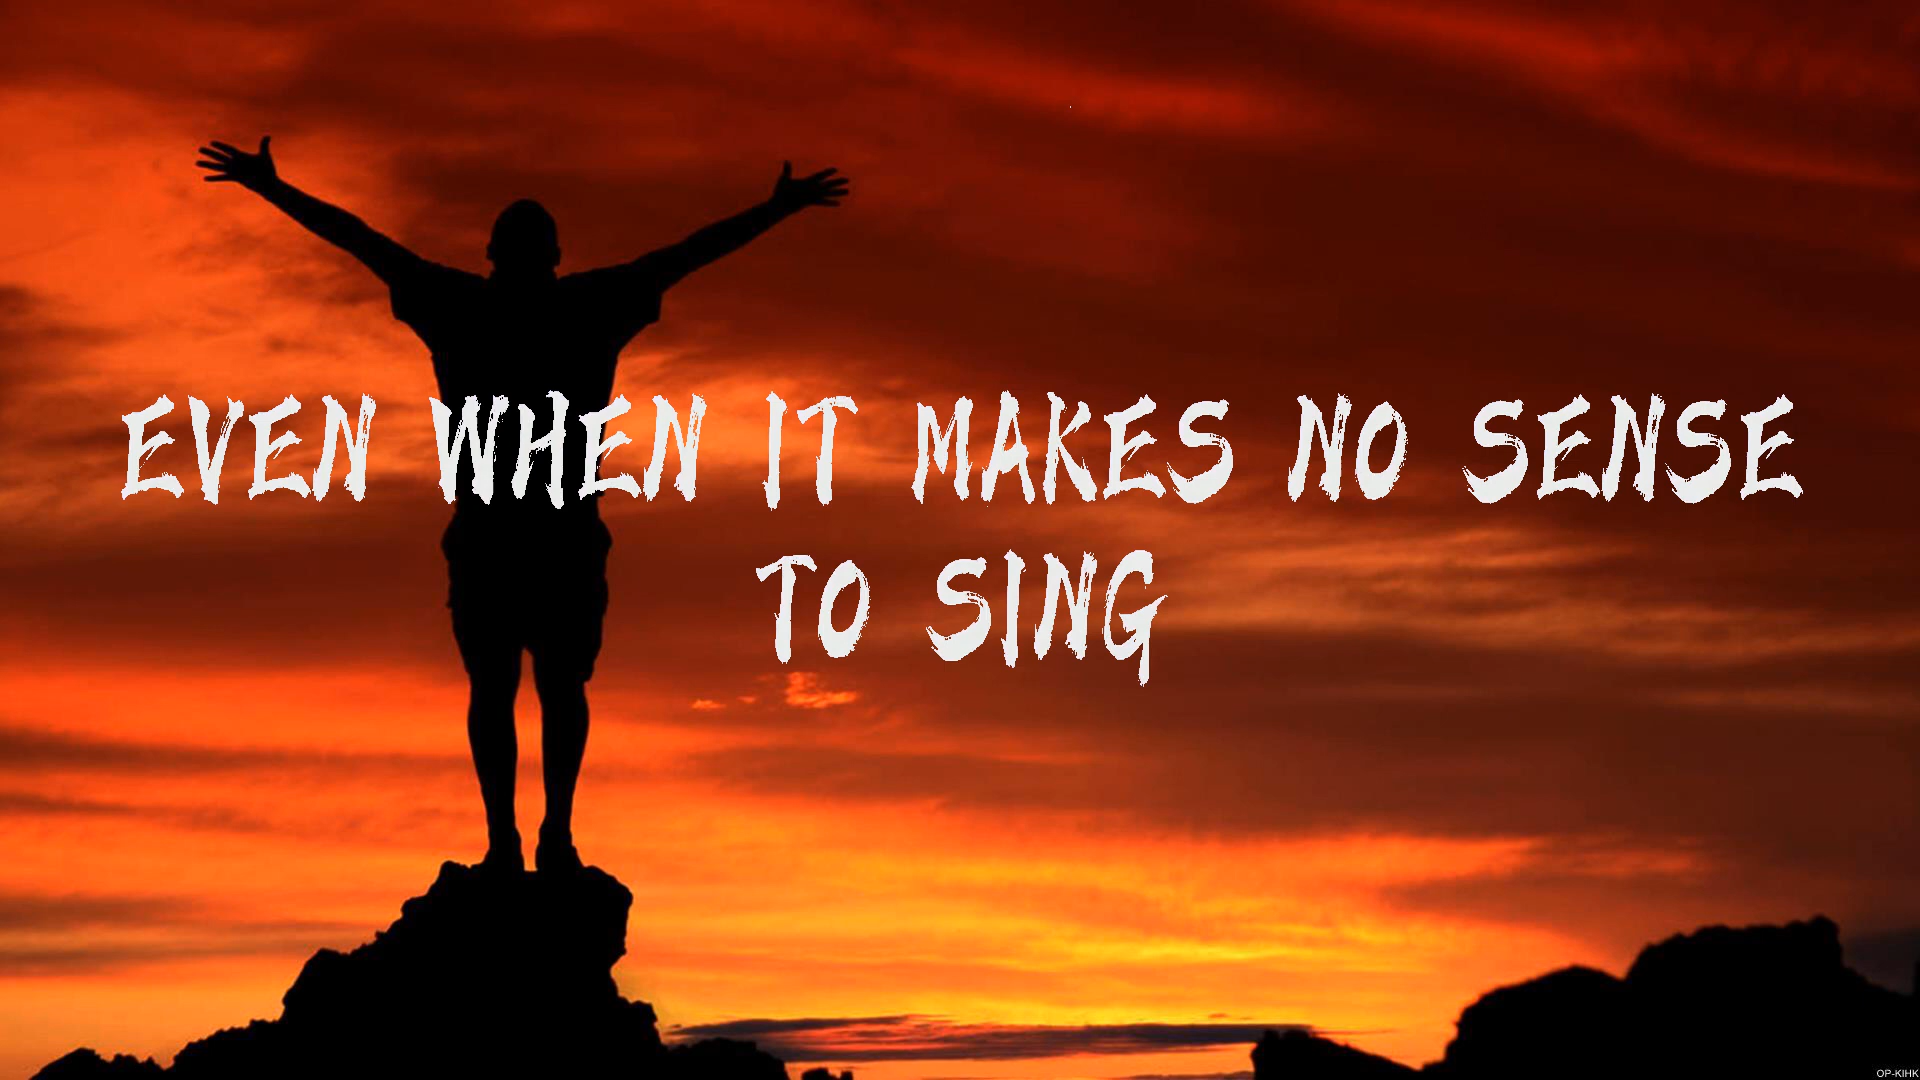 EVEN WHEN IT MAKES NO SENSE
TO SING
OP-KIHK